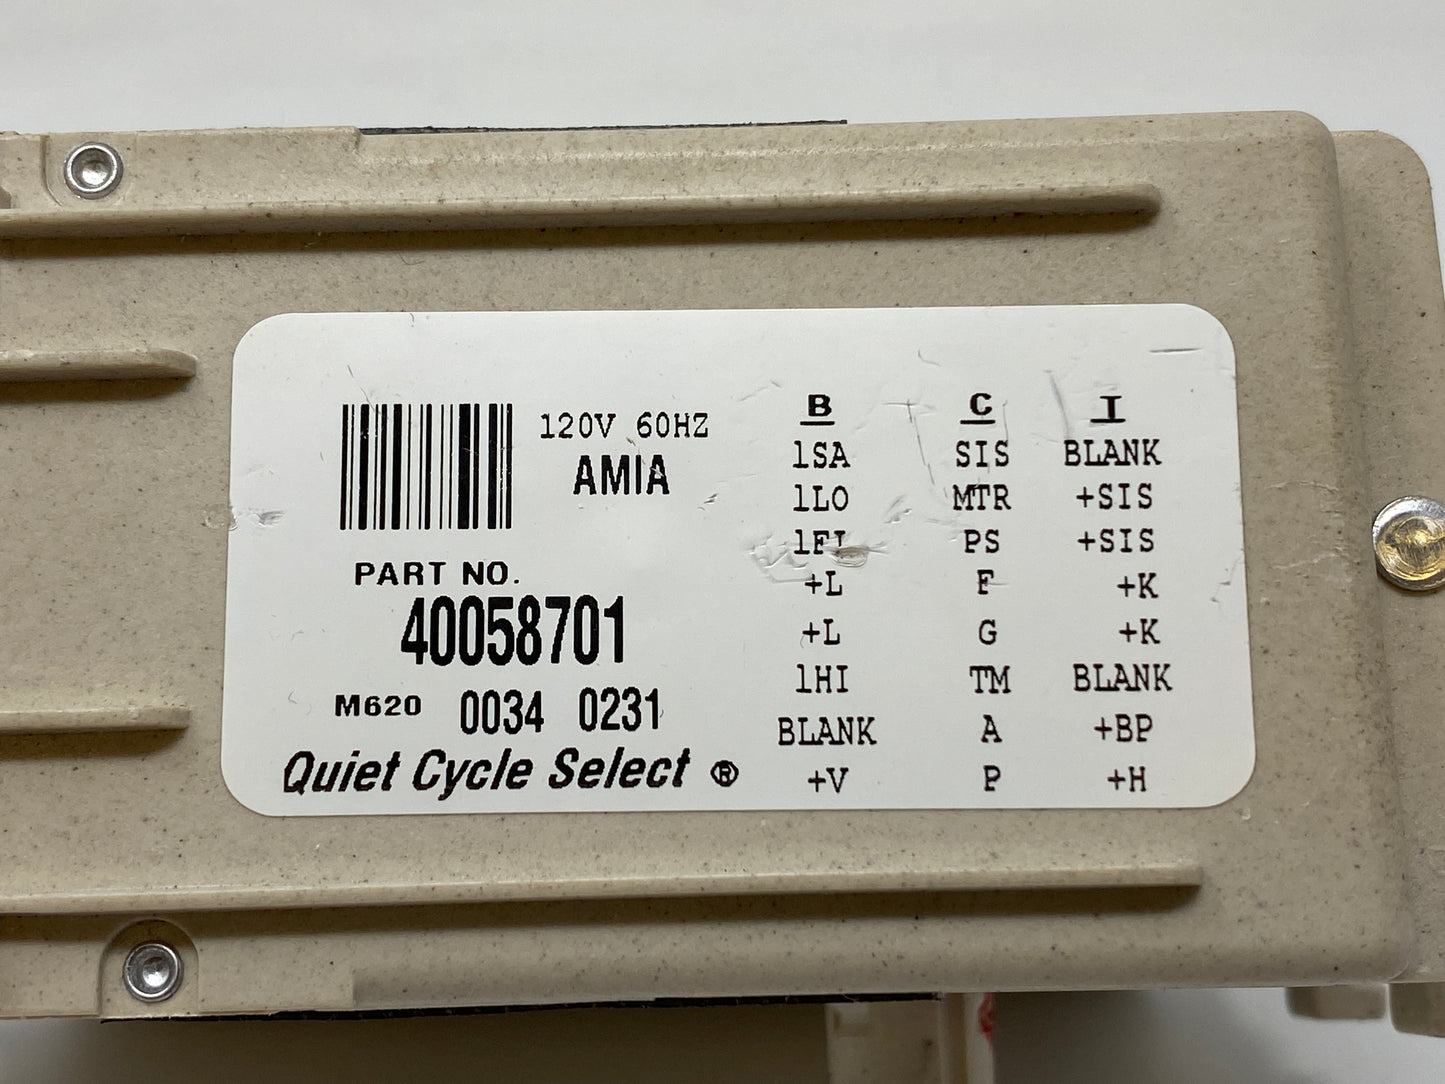 120V 60HZ
AMIA
PART NO.
40058701
M620 0034 0231
Quiet Cycle Select ®
B C T
1SA SIS BLANK
1LO MTR +SIS
PS +SIS
+L F +K
+L G +K
1HI TM BLANK
BLANK A +BP
+V P +H